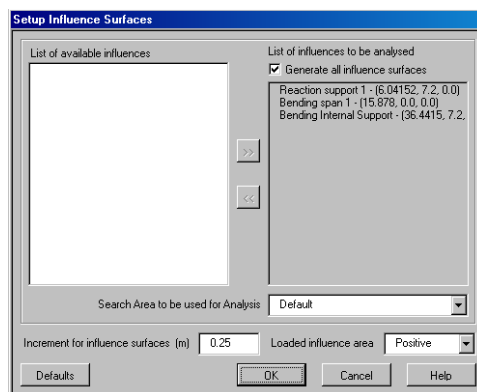 Setup Influence Surfaces
List of available influences
List of influences to be analysed
Generate all influence surfaces
Reaction support 1 - (6.04152, 7.2, 0.0)
Bending span 1 - (15.878, 0.0, 0.0)
Bending Internal Support - (36.4415, 7.2,
>>
<<
Search Area to be used for Analysis
Default
Increment for influence surfaces (m)
0.25
Loaded influence area
Positive
Defaults
OK
Cancel
Help